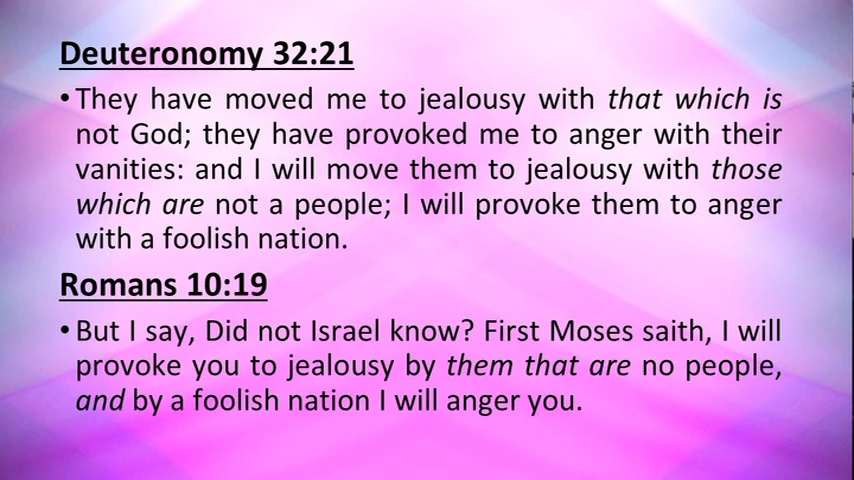 Deuteronomy 32:21
• They have moved me to jealousy with that which is
not God; they have provoked me to anger with their
vanities: and I will move them to jealousy with those
which are not a people; I will provoke them to anger
with a foolish nation.
Romans 10:19
• But I say, Did not Israel know? First Moses saith, I will
provoke you to jealousy by them that are no people,
and by a foolish nation I will anger you.